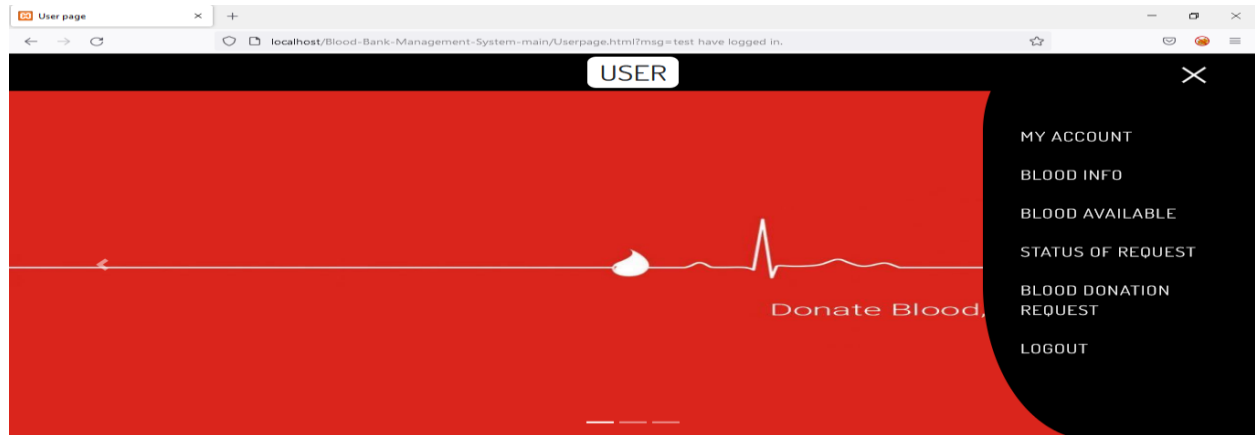 User page
localhost/Blood-Bank-Management-System-main/Userpage.html?msg=test have logged in.
USER
MY ACCOUNT
BLOOD INFO
BLOOD AVAILABLE
STATUS OF REQUEST
BLOOD DONATION
REQUEST
Donate Blood,
LOGOUT